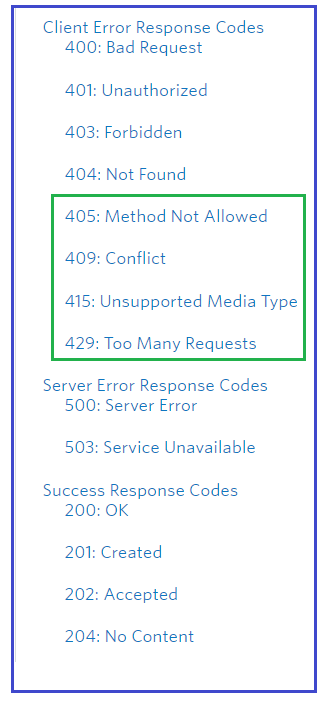 Client Error Response Codes
400: Bad Request
401: Unauthorized
403: Forbidden
404: Not Found
405: Method Not Allowed
409: Conflict
415: Unsupported Media Type
429: Too Many Requests
Server Error Response Codes
500: Server Error
503: Service Unavailable
Success Response Codes
200: OK
201: Created
202: Accepted
204: No Content